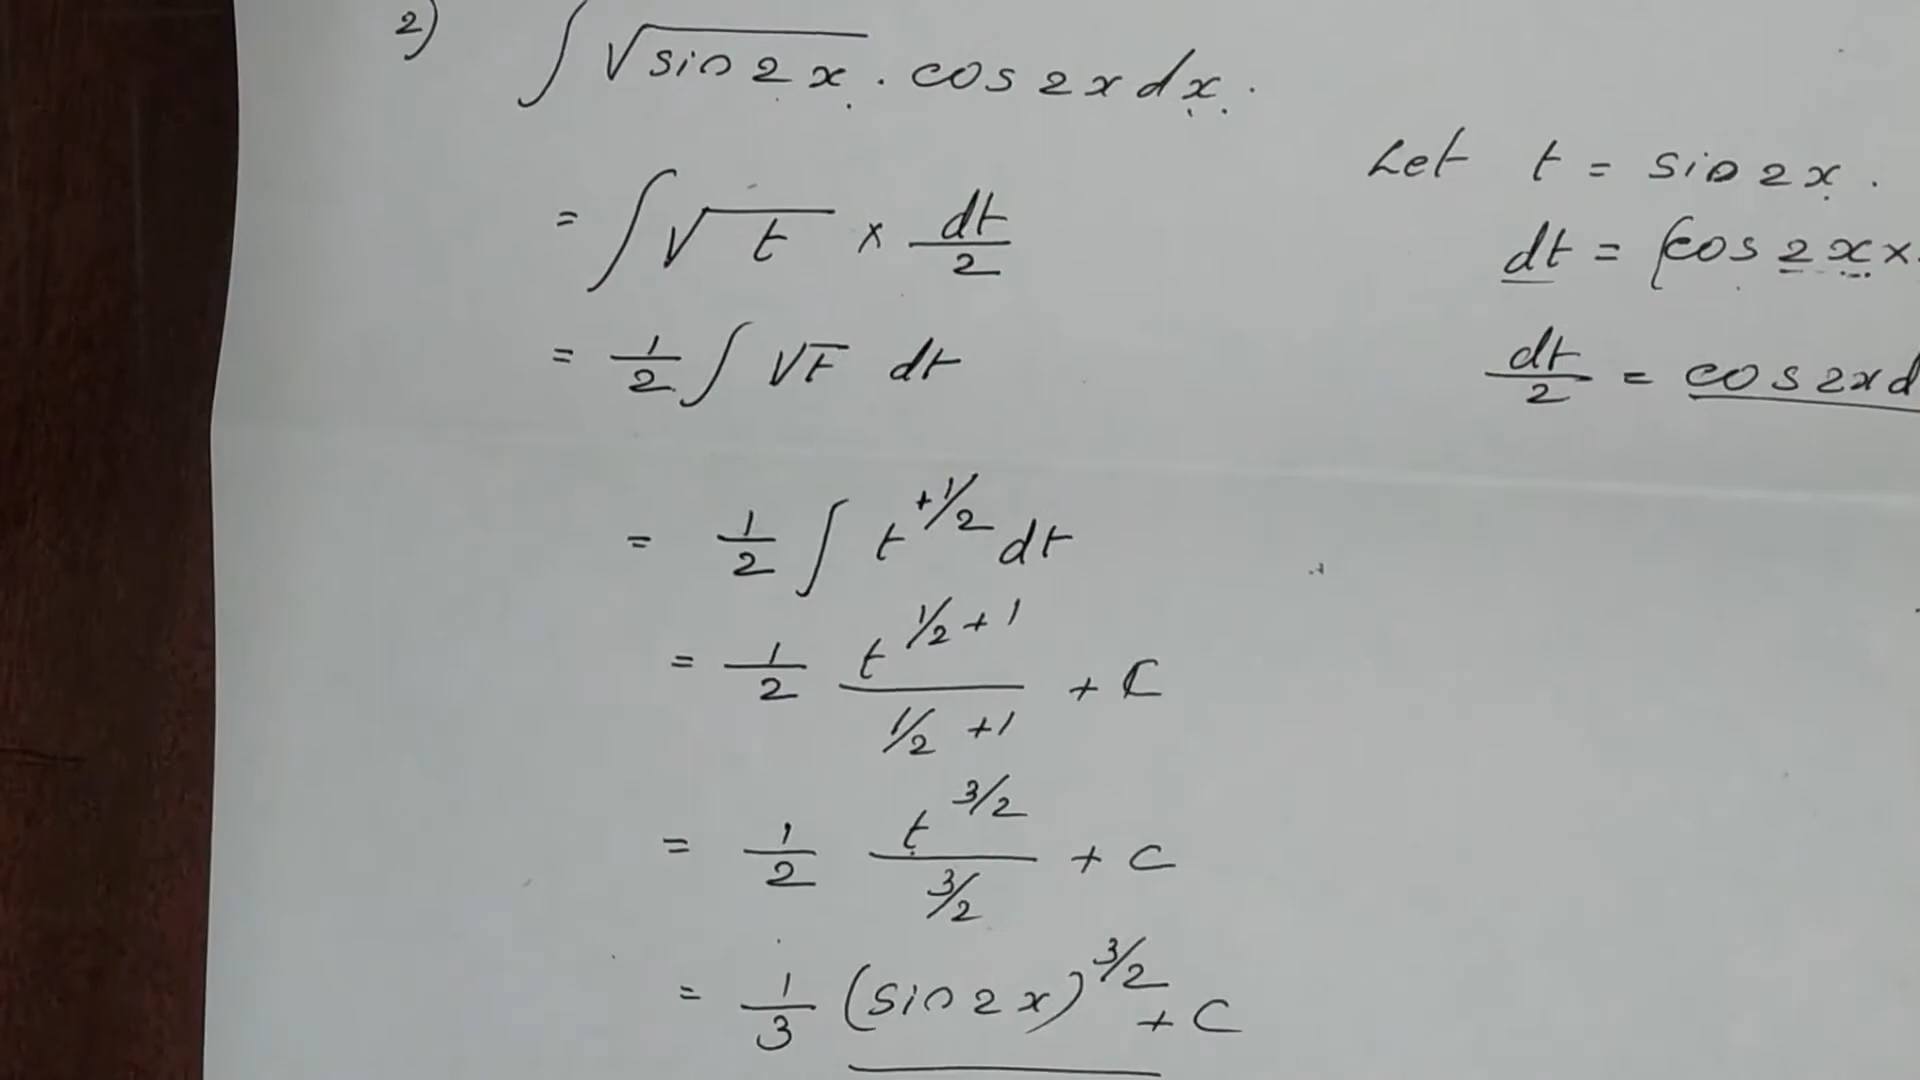 2) ∫ √sin 2x . cos 2x dx.
Let t = sin 2x.
= ∫ √t × dt/2
dt = cos 2x ×
= 1/2 ∫ √t dt
dt/2 = cos 2x d
= 1/2 ∫ t^+1/2 dt
= 1/2 t^1/2+1 / 1/2+1 + C
= 1/2 t^3/2 / 3/2 + C
= 1/3 (sin 2x)^3/2 + C